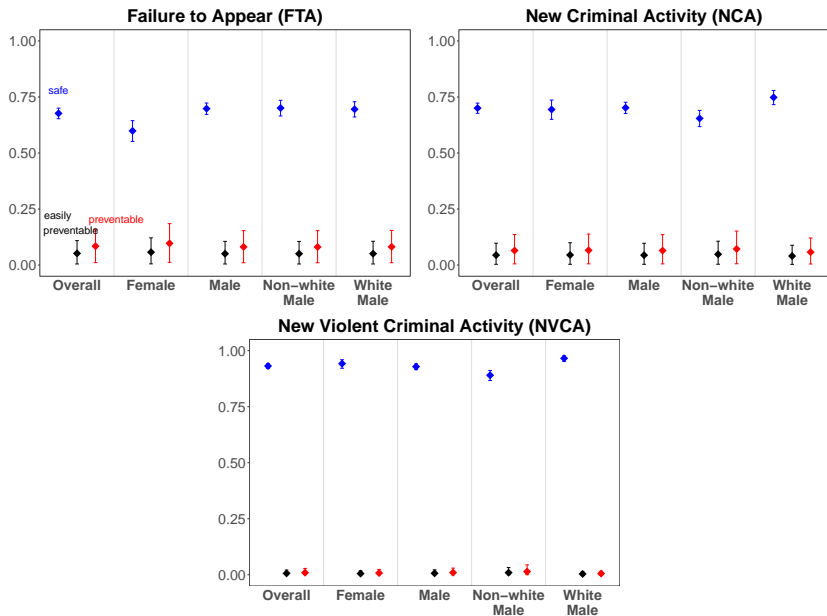 Failure to Appear (FTA)
1.00
0.75
0.50
0.25
0.00
safe
easily
preventable
preventable
Overall Female Male Non−white White
Male Male
New Criminal Activity (NCA)
1.00
0.75
0.50
0.25
0.00
Overall Female Male Non−white White
Male Male
New Violent Criminal Activity (NVCA)
1.00
0.75
0.50
0.25
0.00
Overall Female Male Non−white White
Male Male